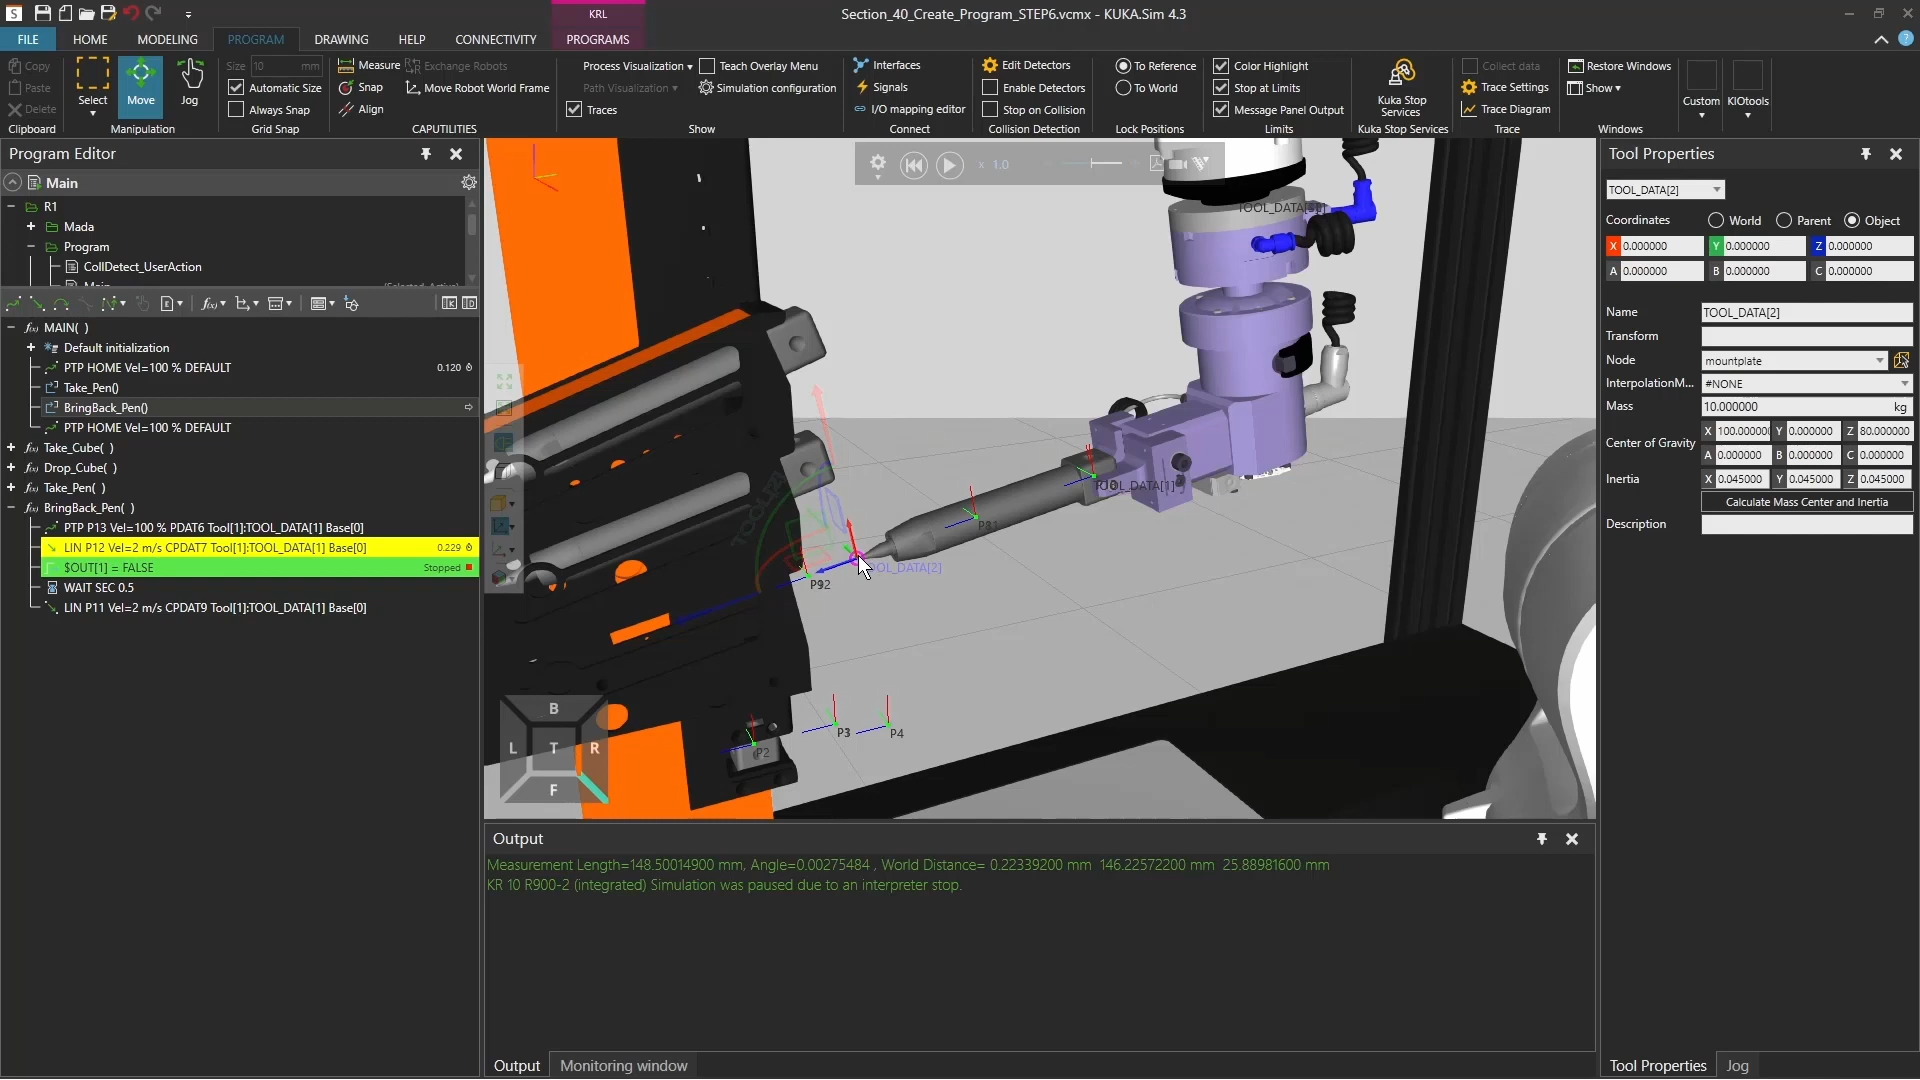 Section_40_Create_Program_STEP6.vcmx - KUKA.Sim 4.3
KRL
FILE HOME MODELING PROGRAM DRAWING HELP CONNECTIVITY PROGRAMS
Copy
Paste
Delete
Clipboard
Select
Move
Jog
Manipulation
Size 10 mm
Automatic Size
Always Snap
Grid Snap
Measure Exchange Robots
Snap Move Robot World Frame
Align
CAPUTILITIES
Process Visualization Teach Overlay Menu
Path Visualization Simulation configuration
Traces
Show
Interfaces
Signals
I/O mapping editor
Connect
Edit Detectors
Enable Detectors
Stop on Collision
Collision Detection
To Reference
To World
Lock Positions
Color Highlight
Stop at Limits
Message Panel Output
Limits
Kuka Stop
Services
Kuka Stop Services
Collect data
Trace Settings
Trace Diagram
Trace
Restore Windows
Show
Windows
Custom
KIOtools
Program Editor
Main
R1
Mada
Program
CollDetect_UserAction
MAIN( )
Default initialization
PTP HOME Vel=100 % DEFAULT 0.120
Take_Pen()
BringBack_Pen()
PTP HOME Vel=100 % DEFAULT
Take_Cube( )
Drop_Cube( )
Take_Pen( )
BringBack_Pen( )
PTP P13 Vel=100 % PDAT6 Tool[1]:TOOL_DATA[1] Base[0]
LIN P12 Vel=2 m/s CPDAT7 Tool[1]:TOOL_DATA[1] Base[0] 0.229
$OUT[1] = FALSE Stopped
WAIT SEC 0.5
LIN P11 Vel=2 m/s CPDAT9 Tool[1]:TOOL_DATA[1] Base[0]
x 1.0
TOOL_DATA[1]
P3
P4
P2
B
L T R
F
Output
Measurement Length=148.50014900 mm, Angle=0.00275484 , World Distance= 0.22339200 mm 146.22572200 mm 25.88981600 mm
KR 10 R900-2 (integrated) Simulation was paused due to an interpreter stop.
Output Monitoring window
Tool Properties
TOOL_DATA[2]
Coordinates World Parent Object
X 0.000000 Y 0.000000 Z 0.000000
A 0.000000 B 0.000000 C 0.000000
Name TOOL_DATA[2]
Transform
Node mountplate
InterpolationM... #NONE
Mass 10.000000 kg
Center of Gravity X 100.000000 Y 0.000000 Z 80.000000
A 0.000000 B 0.000000 C 0.000000
Inertia X 0.045000 Y 0.045000 Z 0.045000
Calculate Mass Center and Inertia
Description
Tool Properties Jog